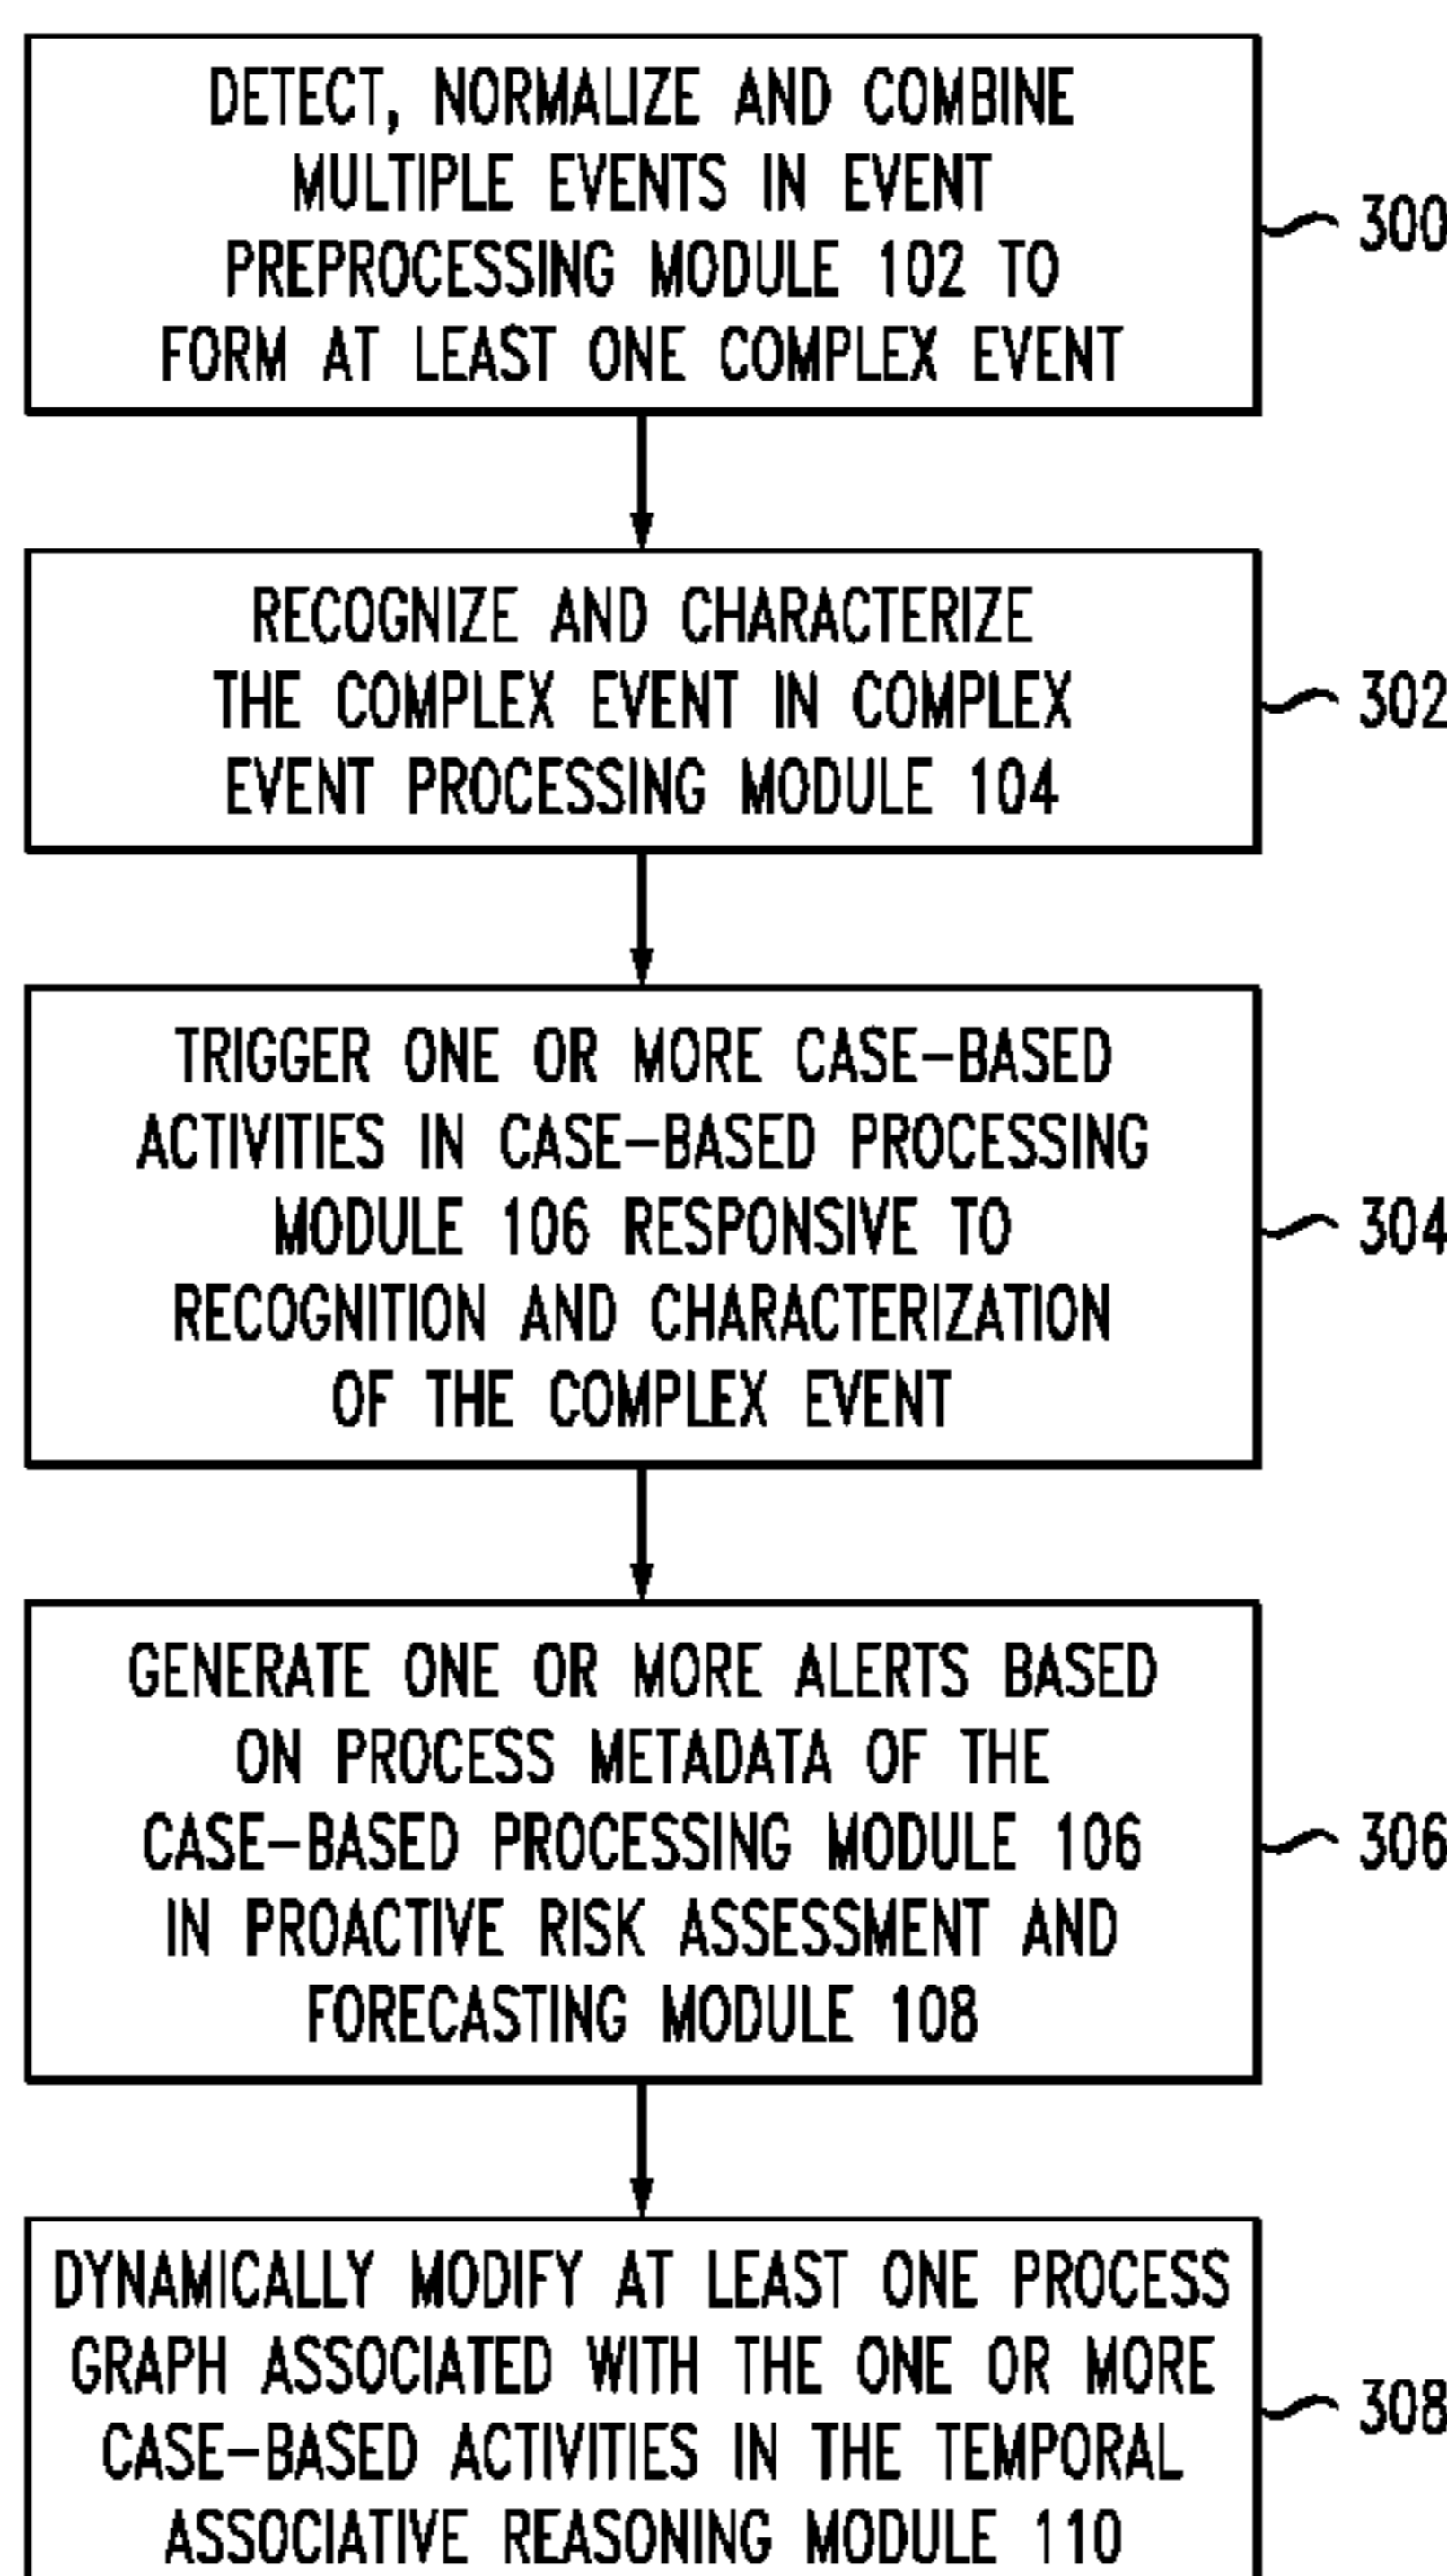 DETECT, NORMALIZE AND COMBINE
MULTIPLE EVENTS IN EVENT
PREPROCESSING MODULE 102 TO
FORM AT LEAST ONE COMPLEX EVENT
300
RECOGNIZE AND CHARACTERIZE
THE COMPLEX EVENT IN COMPLEX
EVENT PROCESSING MODULE 104
302
TRIGGER ONE OR MORE CASE-BASED
ACTIVITIES IN CASE-BASED PROCESSING
MODULE 106 RESPONSIVE TO
RECOGNITION AND CHARACTERIZATION
OF THE COMPLEX EVENT
304
GENERATE ONE OR MORE ALERTS BASED
ON PROCESS METADATA OF THE
CASE-BASED PROCESSING MODULE 106
IN PROACTIVE RISK ASSESSMENT AND
FORECASTING MODULE 108
306
DYNAMICALLY MODIFY AT LEAST ONE PROCESS
GRAPH ASSOCIATED WITH THE ONE OR MORE
CASE-BASED ACTIVITIES IN THE TEMPORAL
ASSOCIATIVE REASONING MODULE 110
308